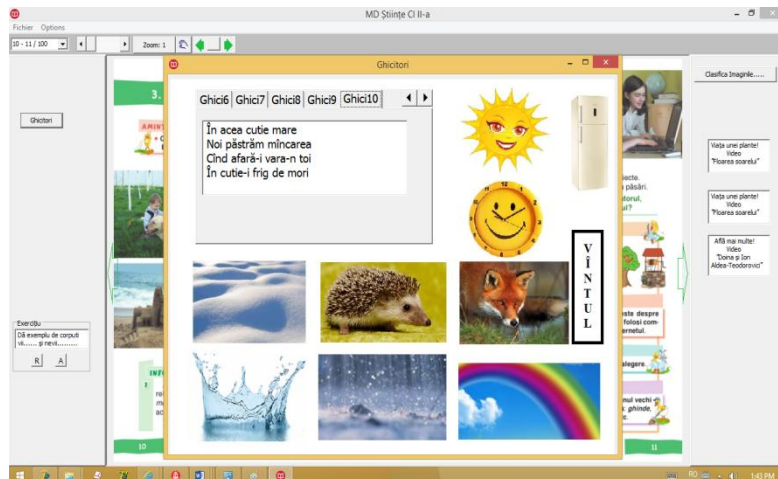 MD Științe Cl II-a
Fichier Options
10 - 11 / 100
Zoom: 1
Ghicitori
Clasifica Imaginile.....
Ghici6 Ghici7 Ghici8 Ghici9 Ghici10
În acea cutie mare
Noi păstrăm mîncarea
Cînd afară-i vara-n toi
În cutie-i frig de mori
Ghicitori
3.
Viața unei plante!
Video
"Floarea soarelui"
Viața unei plante!
Video
"Floarea soarelui"
Află mai multe!
Video
"Doina și Ion
Aldea-Teodorovici"
VÎNTUL
Exercițiu
Dă exemplu de corpuri
vii...... și nevii.........
R A
10
11
RO
1:43 PM